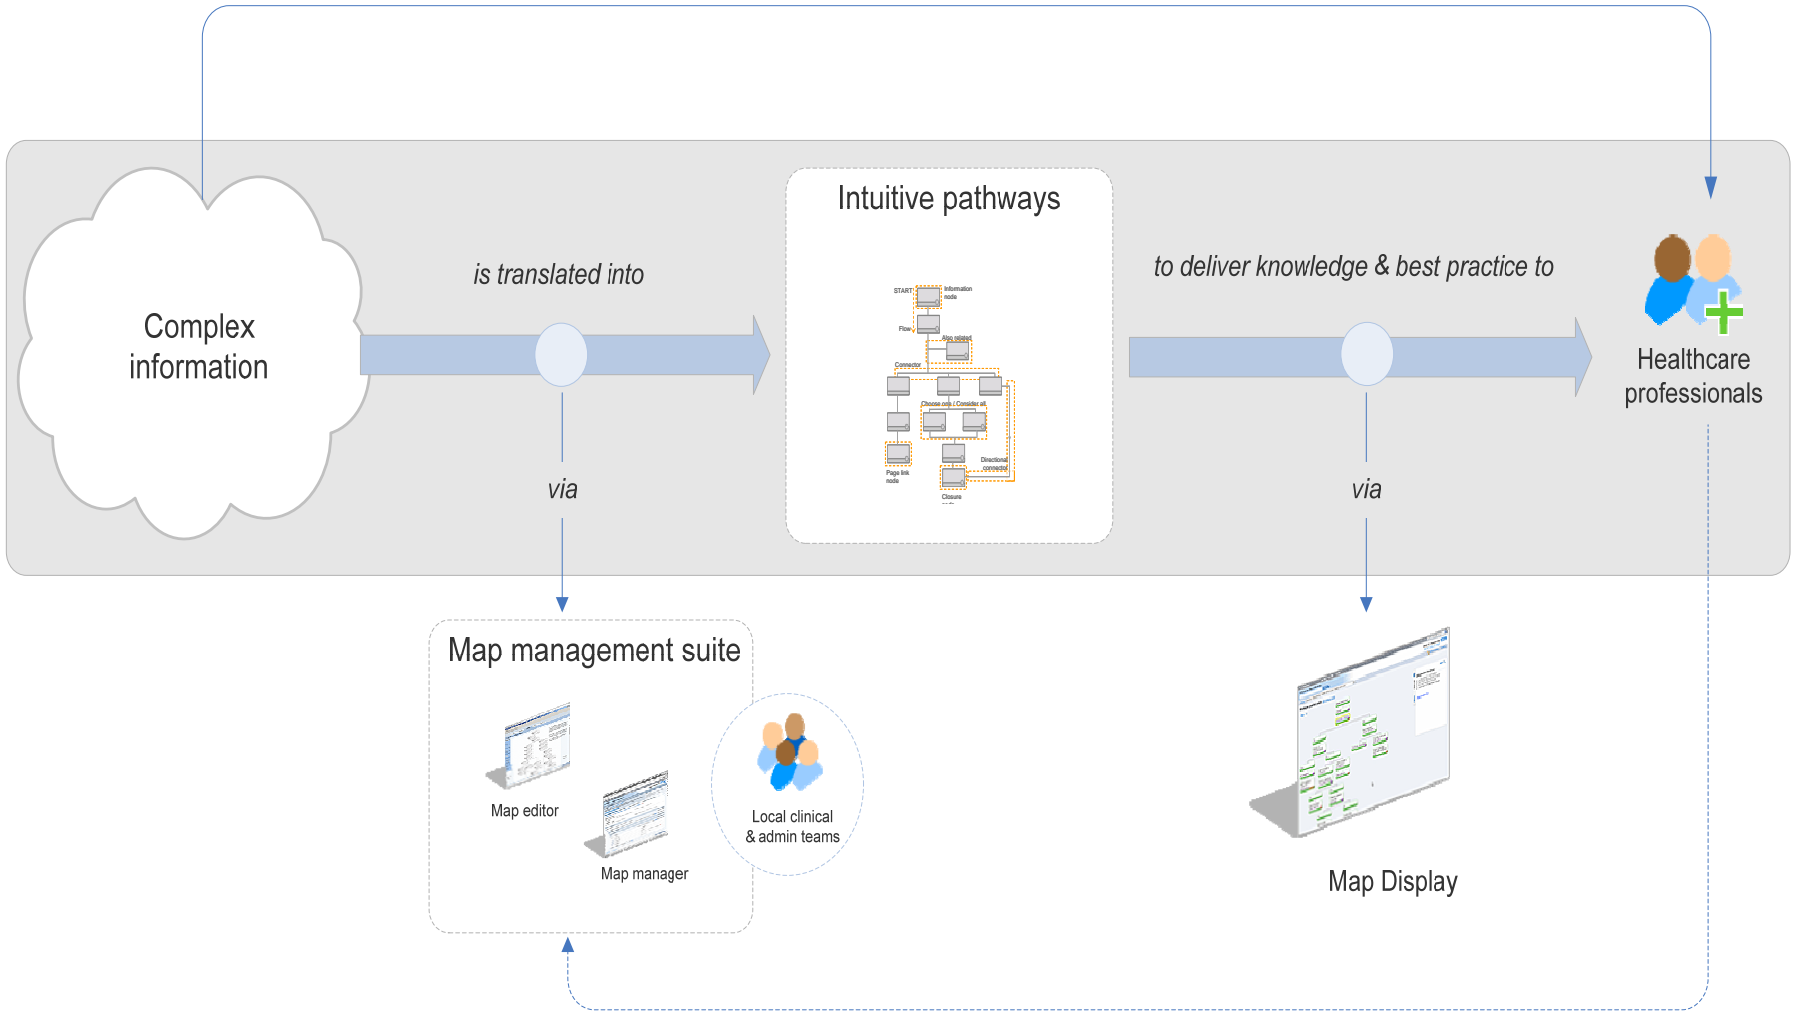 Complex
information
is translated into
via
Intuitive pathways
START
Information
node
Flow
Also related
Connector
Choose one / Consider all
Directional
connector
Page link
node
Closure
to deliver knowledge & best practice to
via
Healthcare
professionals
Map management suite
Map editor
Map manager
Local clinical
& admin teams
Map Display